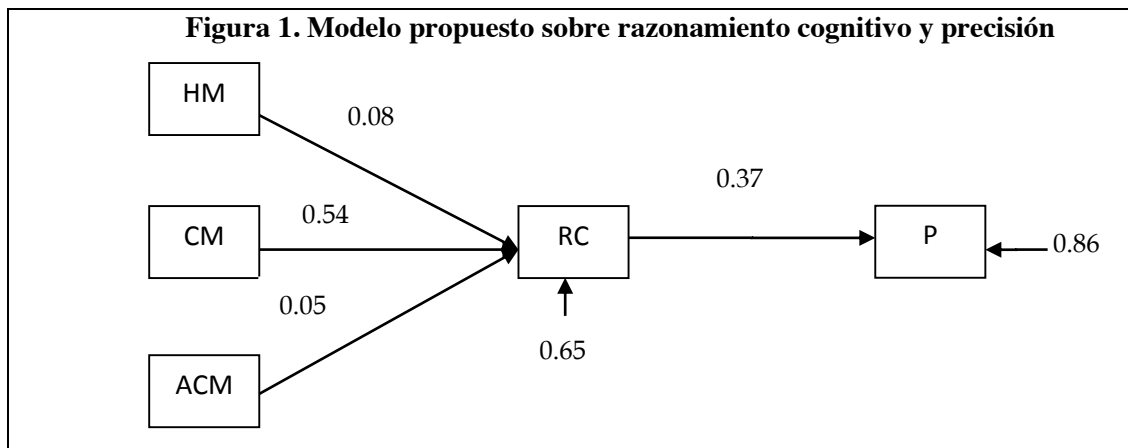 Figura 1. Modelo propuesto sobre razonamiento cognitivo y precisión
HM
0.08
0.37
0.54
CM
RC
P
0.86
0.05
0.65
ACM